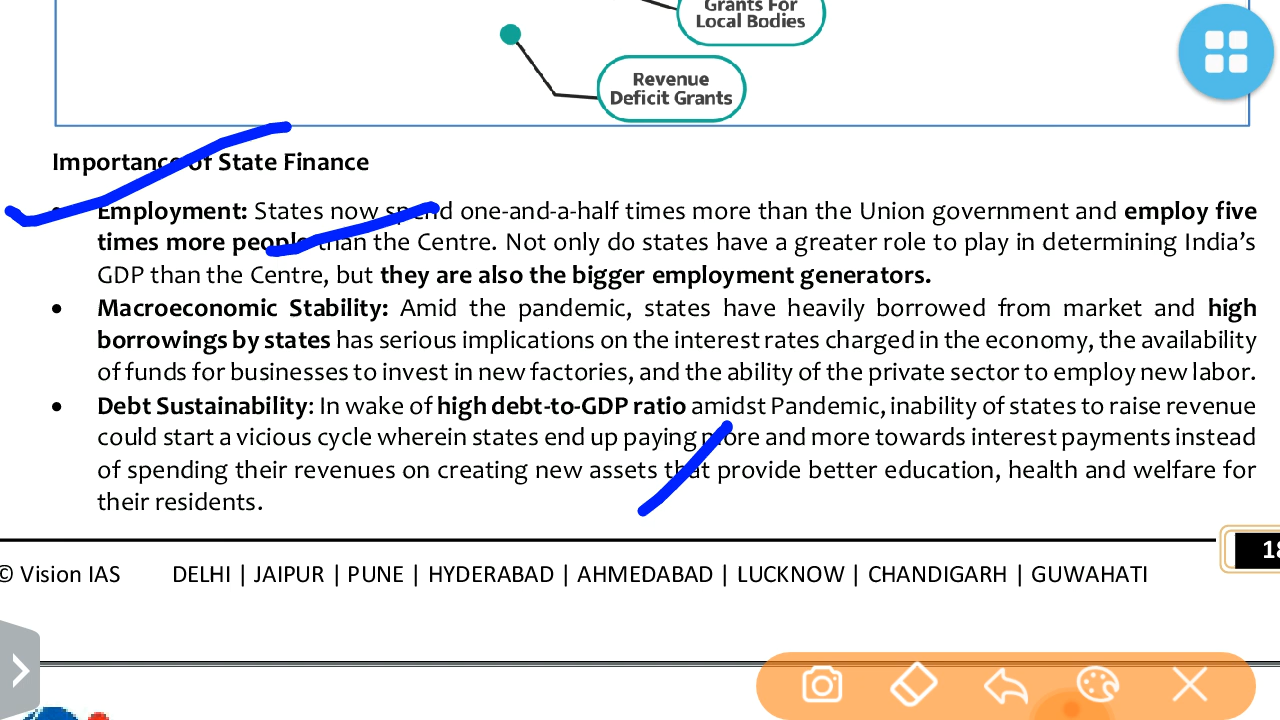 Grants For
Local Bodies
Revenue
Deficit Grants
Importance of State Finance
• Employment: States now spend one-and-a-half times more than the Union government and employ five
times more people than the Centre. Not only do states have a greater role to play in determining India's
GDP than the Centre, but they are also the bigger employment generators.
• Macroeconomic Stability: Amid the pandemic, states have heavily borrowed from market and high
borrowings by states has serious implications on the interest rates charged in the economy, the availability
of funds for businesses to invest in new factories, and the ability of the private sector to employ new labor.
• Debt Sustainability: In wake of high debt-to-GDP ratio amidst Pandemic, inability of states to raise revenue
could start a vicious cycle wherein states end up paying more and more towards interest payments instead
of spending their revenues on creating new assets that provide better education, health and welfare for
their residents.
© Vision IAS DELHI | JAIPUR | PUNE | HYDERABAD | AHMEDABAD | LUCKNOW | CHANDIGARH | GUWAHATI